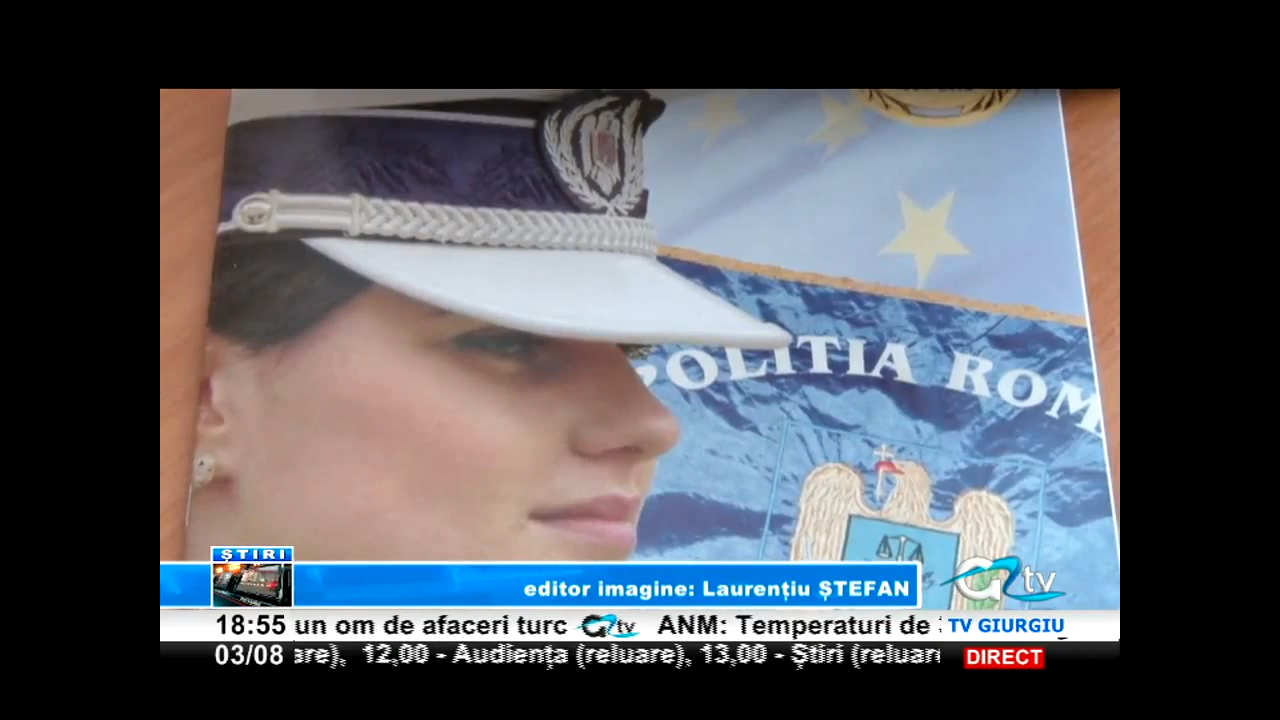 POLITIA ROM
ȘTIRI
editor imagine: Laurențiu ȘTEFAN
G tv
18:55 un om de afaceri turc G tv ANM: Temperaturi de TV GIURGIU
03/08 are), 12,00 - Audiența (reluare), 13,00 - Știri (reluar DIRECT